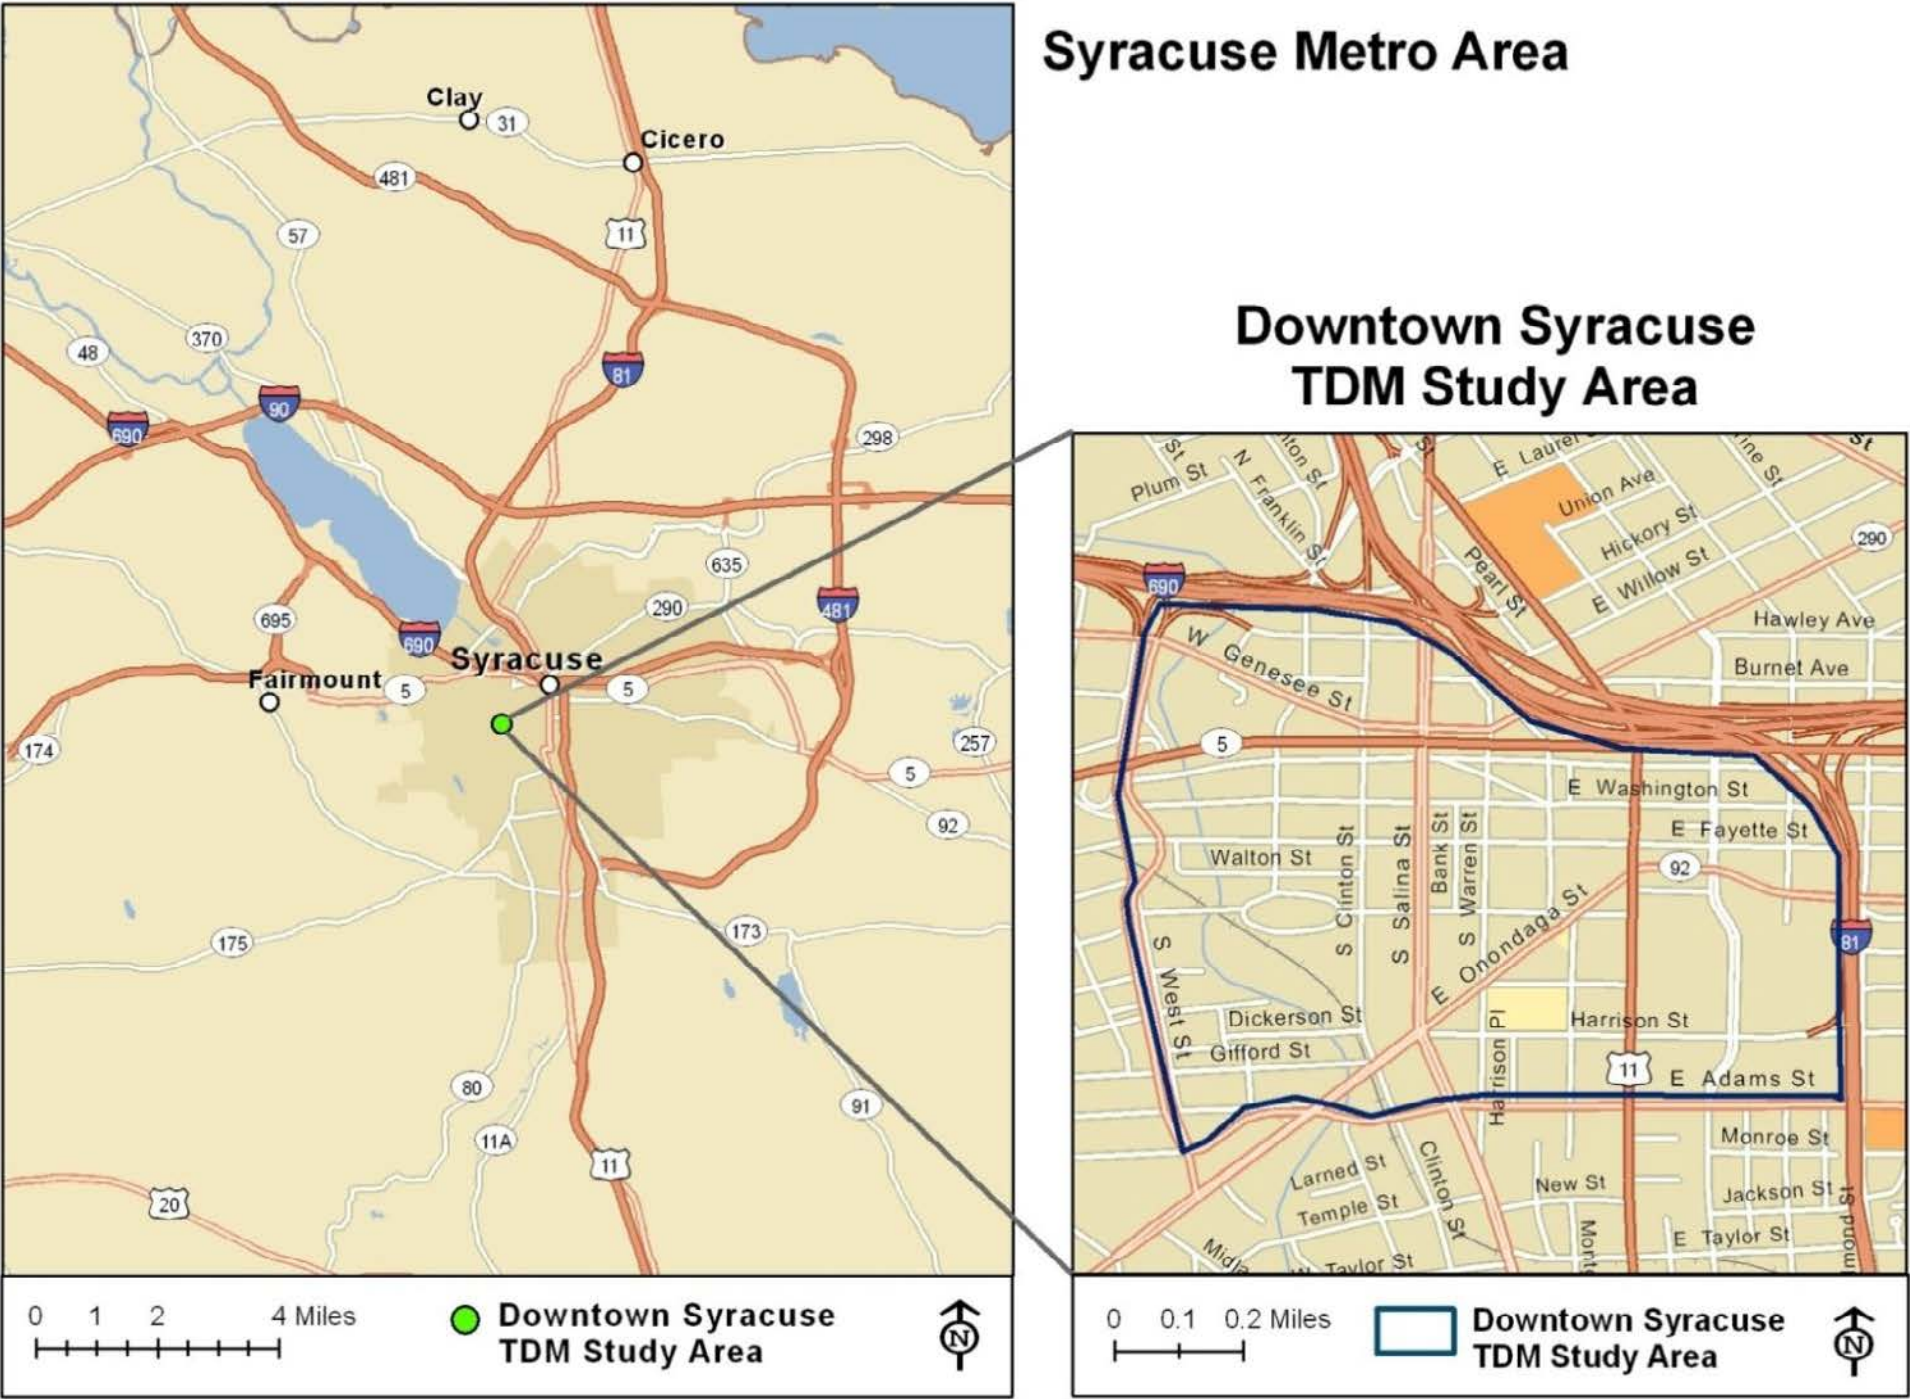 Syracuse Metro Area
Clay
31
Cicero
481
11
57
370
48
81
90
690
298
635
290
481
695
690
Syracuse
Fairmount
5
5
174
257
5
92
175
173
80
91
11A
11
20
0 1 2 4 Miles
Downtown Syracuse
TDM Study Area
N
Downtown Syracuse
TDM Study Area
St
St
St
E Laurel
Plum St
N Franklin St
Union Ave
Hickory St
290
Pearl St
E Willow St
690
Hawley Ave
W Genesee St
Burnet Ave
5
E Washington St
E Fayette St
Walton St
S Clinton St
S Salina St
Bank St
S Warren St
92
E Onondaga St
81
S West St
Dickerson St
Harrison St
Gifford St
Harrison Pl
11
E Adams St
Monroe St
Larned St
Clinton St
New St
Jackson St
Temple St
E Taylor St
Taylor St
0 0.1 0.2 Miles
Downtown Syracuse
TDM Study Area
N